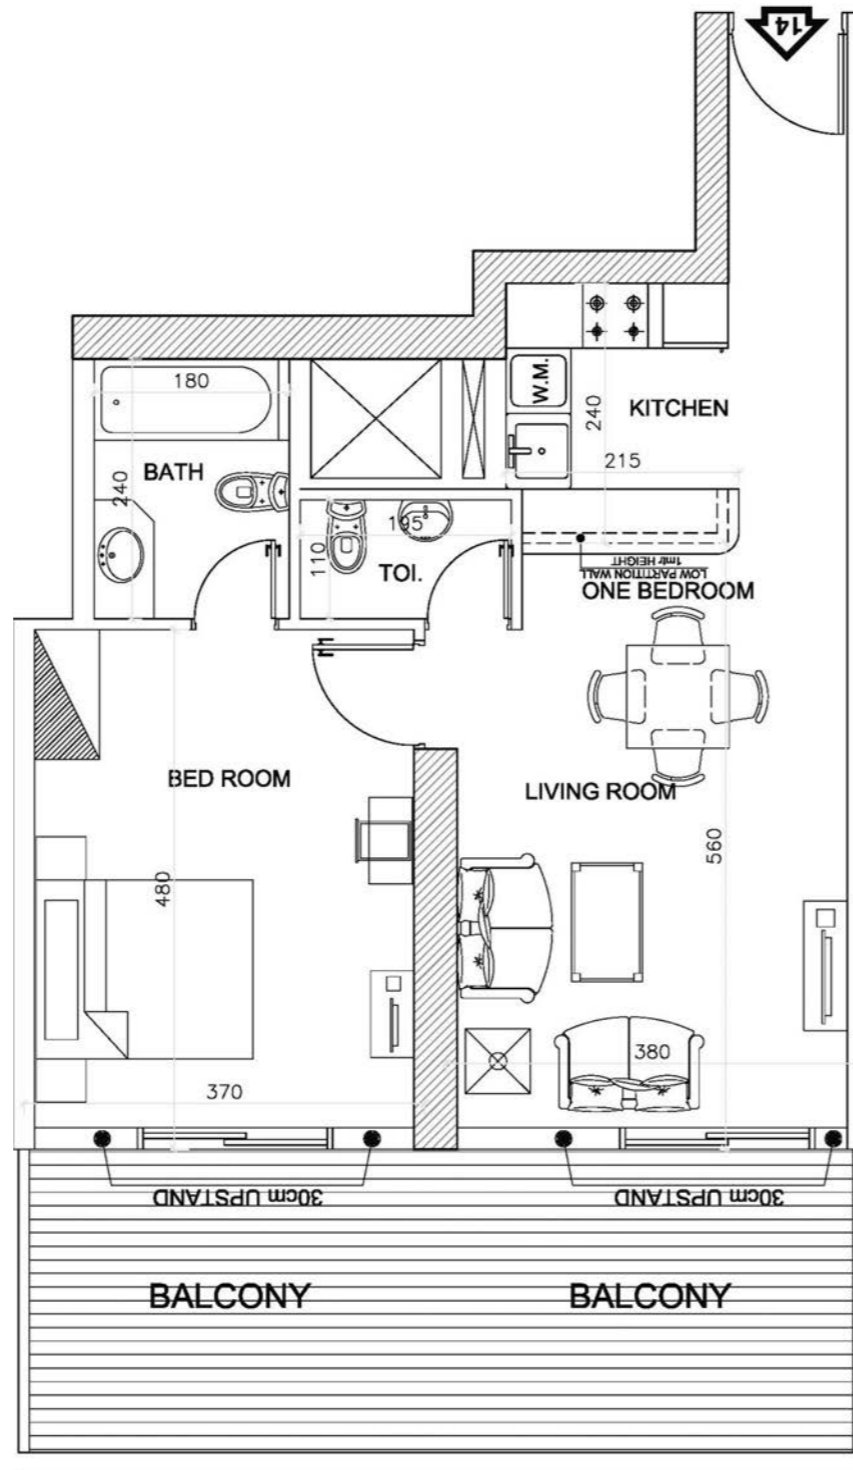 14
180
W.M.
KITCHEN
240
215
BATH
240
195
110
TOI.
1mtr HEIGHT
LOW PARTITION WALL
ONE BEDROOM
BED ROOM
LIVING ROOM
560
480
380
370
30cm UPSTAND
30cm UPSTAND
BALCONY
BALCONY